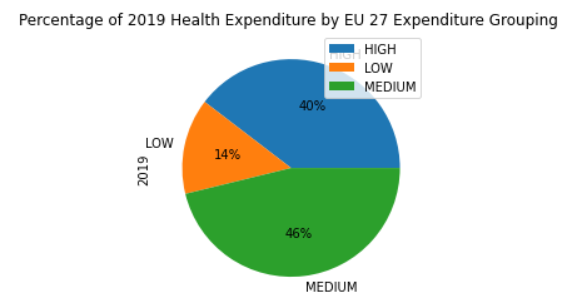 Percentage of 2019 Health Expenditure by EU 27 Expenditure Grouping
HIGH
HIGH
LOW
MEDIUM
40%
LOW
14%
2019
46%
MEDIUM